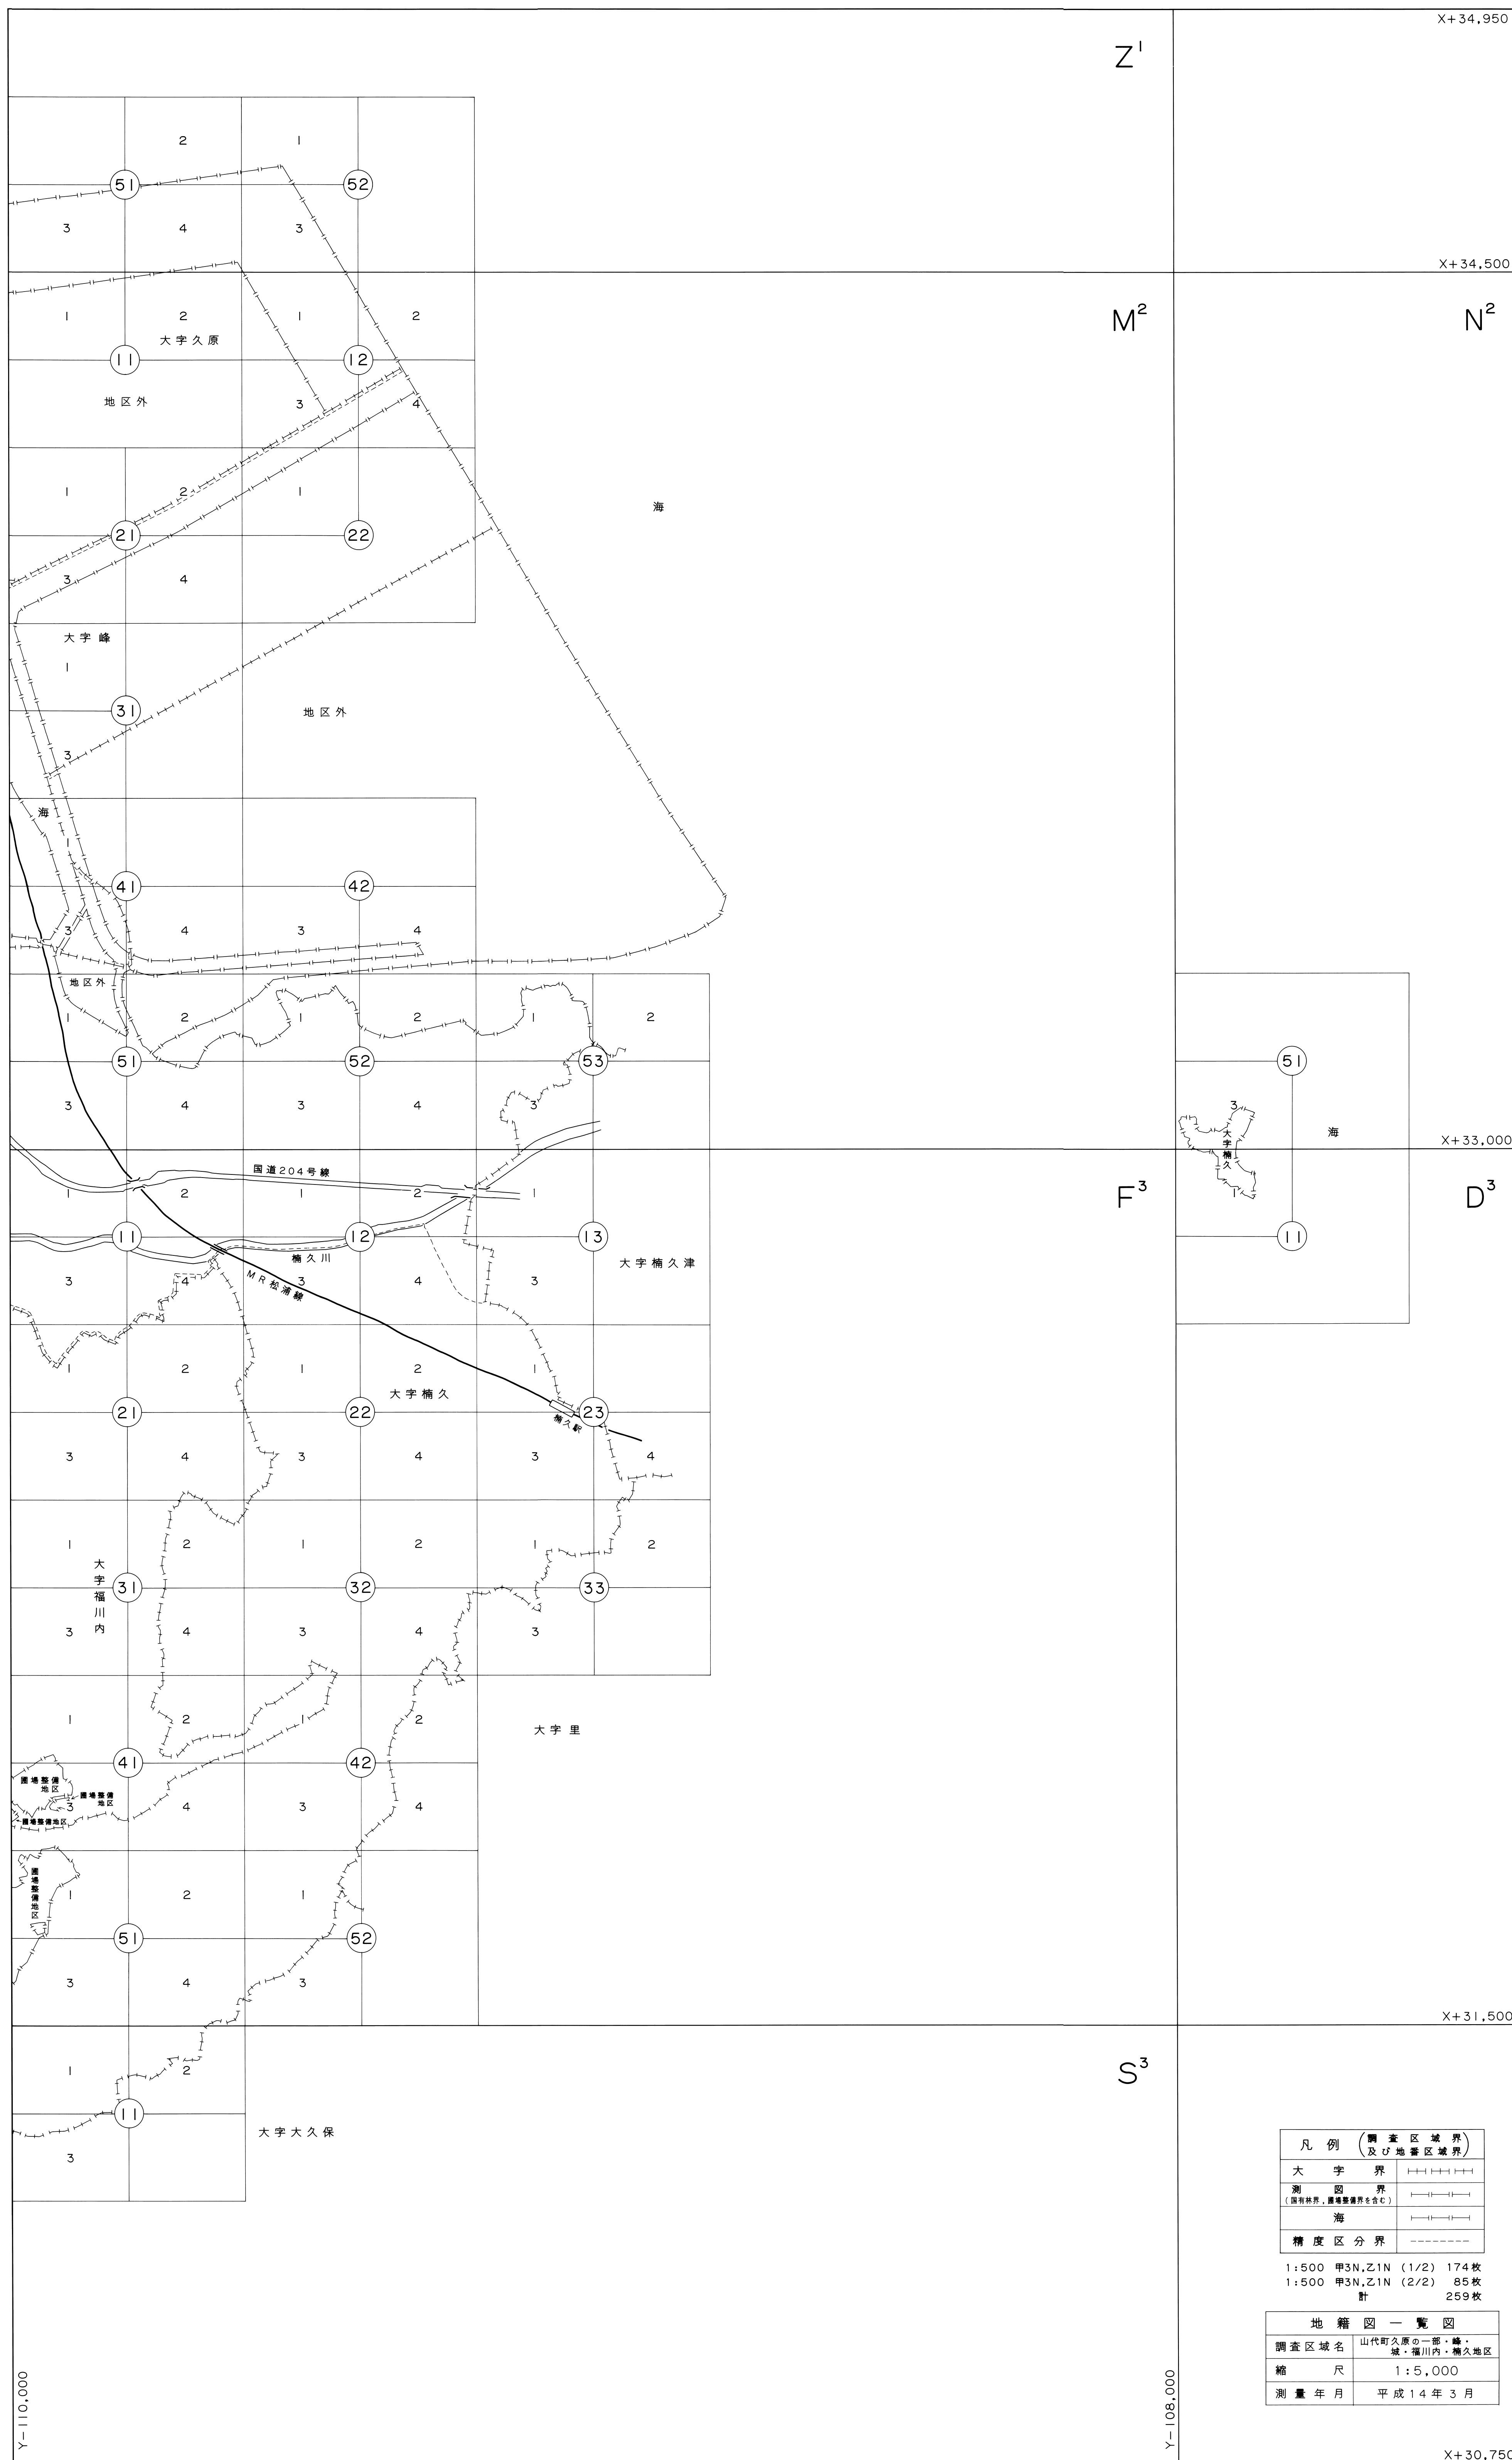 X+34,950
Z¹
2
1
51
52
3
4
3
X+34,500
1
2
1
2
M²
N²
大字久原
11
12
地区外
3
4
1
2
1
海
21
22
3
4
大字峰
1
31
地区外
3
海
1
41
42
3
4
3
4
地区外
1
2
1
2
1
2
51
52
53
51
3
4
3
4
3
3
海
大字楠久
X+33,000
国道204号線
1
2
1
2
1
F³
1
D³
11
12
13
11
楠久川
大字楠久津
3
4
3
4
3
MR松浦線
1
2
1
2
1
大字楠久
21
22
23
楠久駅
3
4
3
4
3
4
1
2
1
2
1
2
大字福川内
31
32
33
3
4
3
4
3
1
2
1
2
大字里
41
42
圃場整備
地区
圃場整備
地区
3
4
3
4
圃場整備地区
圃場整備地区
1
2
1
51
52
3
4
3
X+31,500
1
2
S³
11
大字大久保
3
凡例(調査区域界
及び地番区域界)
大字界
測図界
(国有林界,圃場整備界を含む)
海
精度区分界
1:500 甲3N,乙1N (1/2) 174枚
1:500 甲3N,乙1N (2/2) 85枚
計 259枚
地籍図一覧図
調査区域名 山代町久原の一部・峰・
城・福川内・楠久地区
縮尺 1:5,000
測量年月 平成14年3月
Y-110,000
Y-108,000
X+30,750